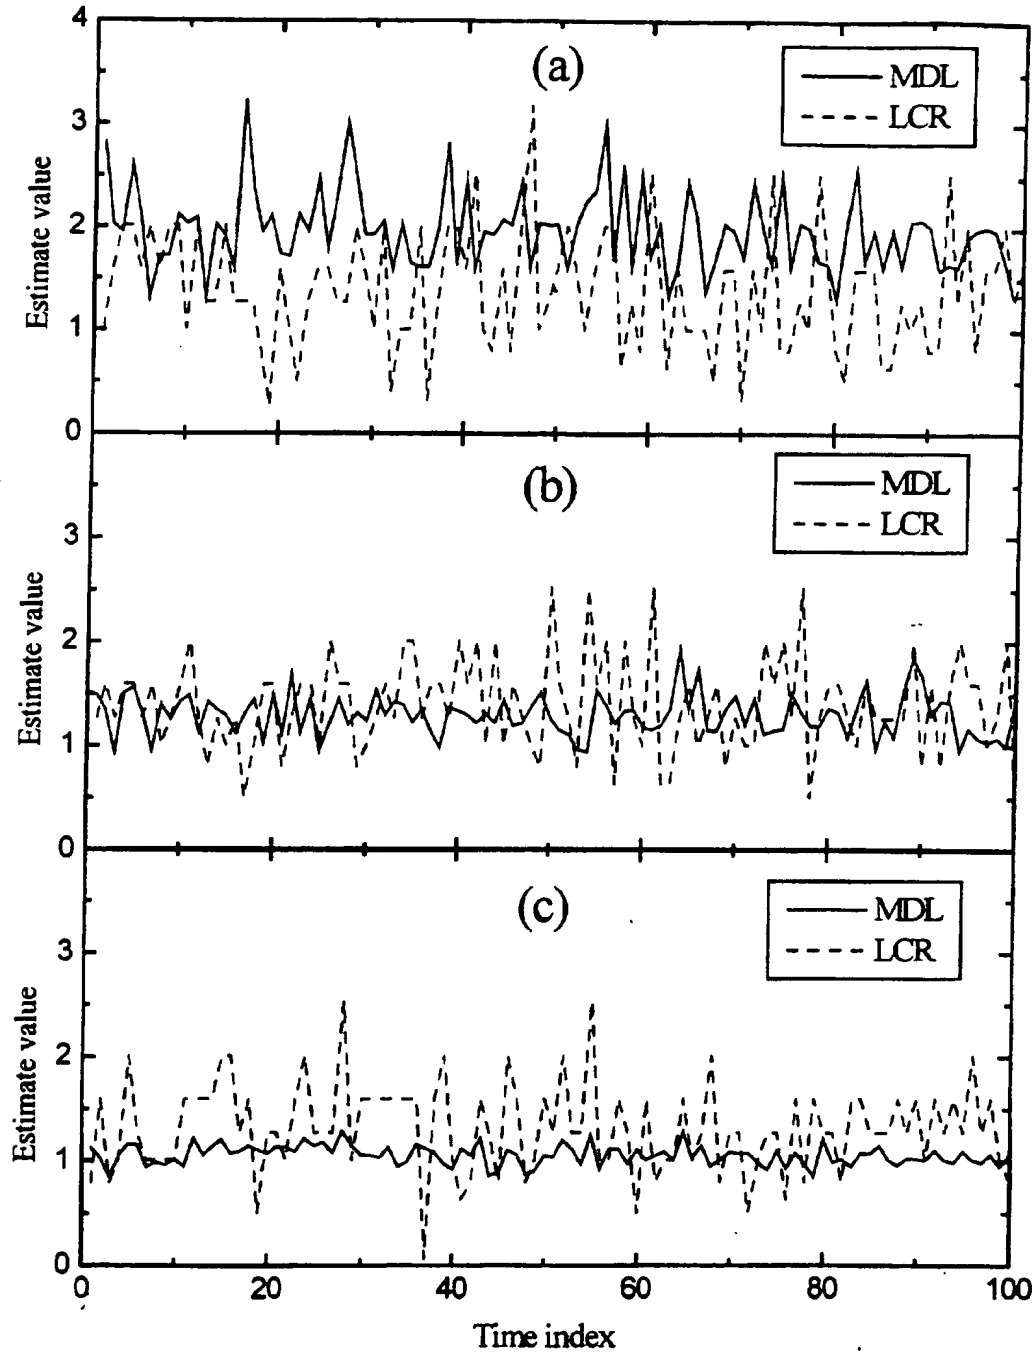 4
(a)
MDL
LCR
3
2
1
0
Estimate value
(b)
MDL
LCR
3
2
1
0
Estimate value
(c)
MDL
LCR
3
2
1
0
Estimate value
0 20 40 60 80 100
Time index